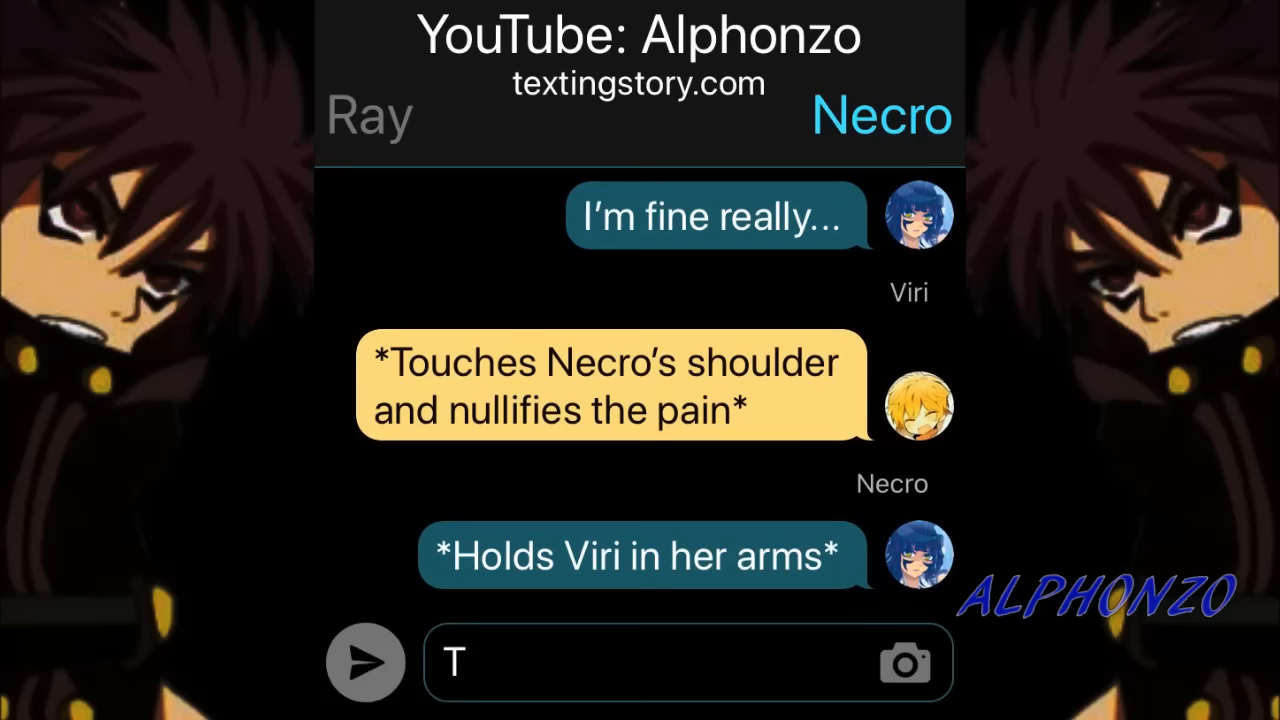 YouTube: Alphonzo
textingstory.com
Ray
Necro
I’m fine really...
Viri
*Touches Necro’s shoulder
and nullifies the pain*
Necro
*Holds Viri in her arms*
ALPHONZO
T